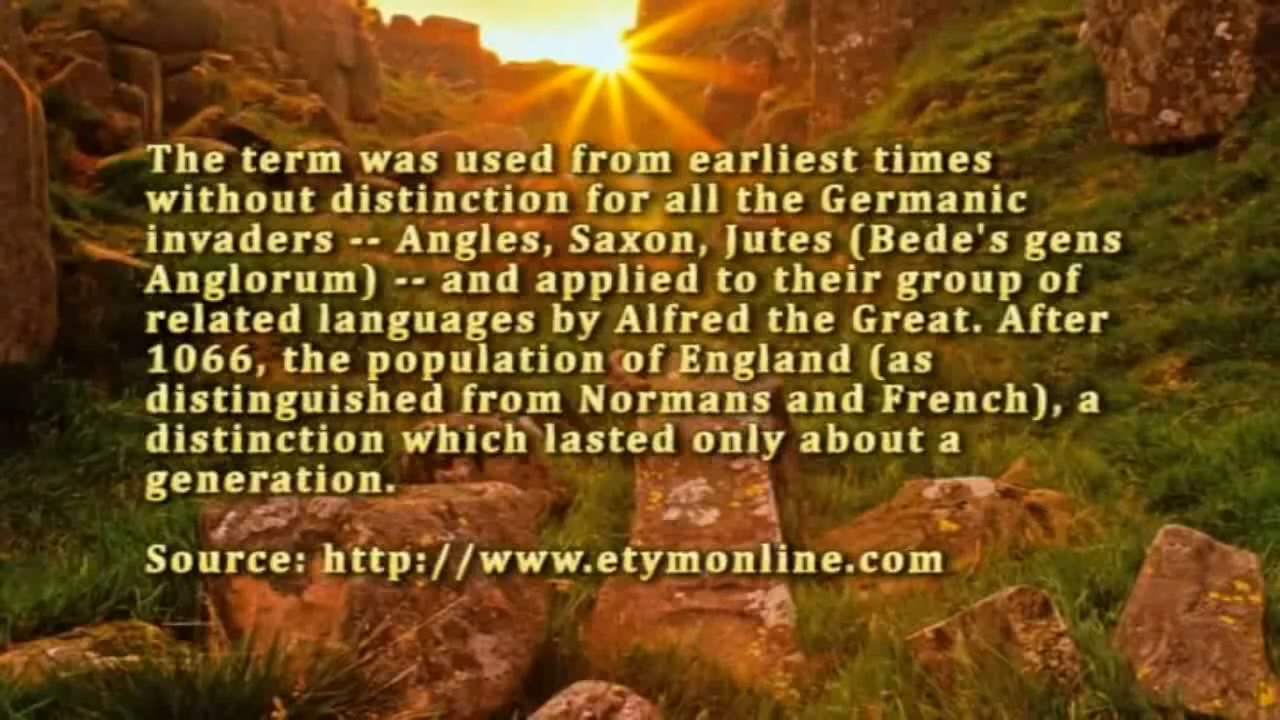 The term was used from earliest times
without distinction for all the Germanic
invaders -- Angles, Saxon, Jutes (Bede's gens
Anglorum) -- and applied to their group of
related languages by Alfred the Great. After
1066, the population of England (as
distinguished from Normans and French), a
distinction which lasted only about a
generation.
Source: http://www.etymonline.com